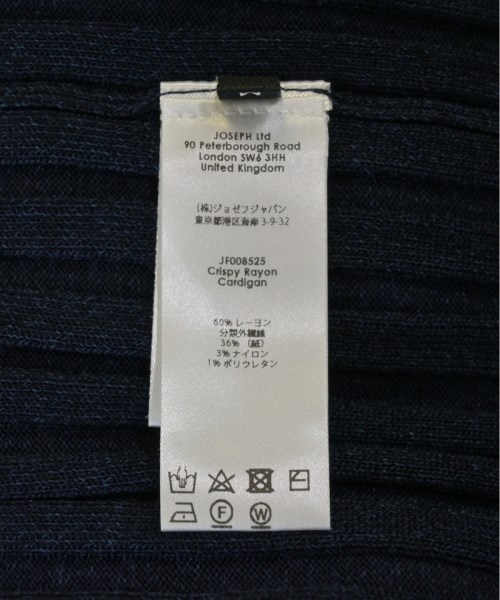 JOSEPH Ltd
90 Peterborough Road
London SW6 3HH
United Kingdom
(株)ジョゼフジャパン
東京都港区海岸 3-9-32
JF008525
Crispy Rayon
Cardigan
60% レーヨン
分類外繊維
36% (紙)
3% ナイロン
1% ポリウレタン
F
W